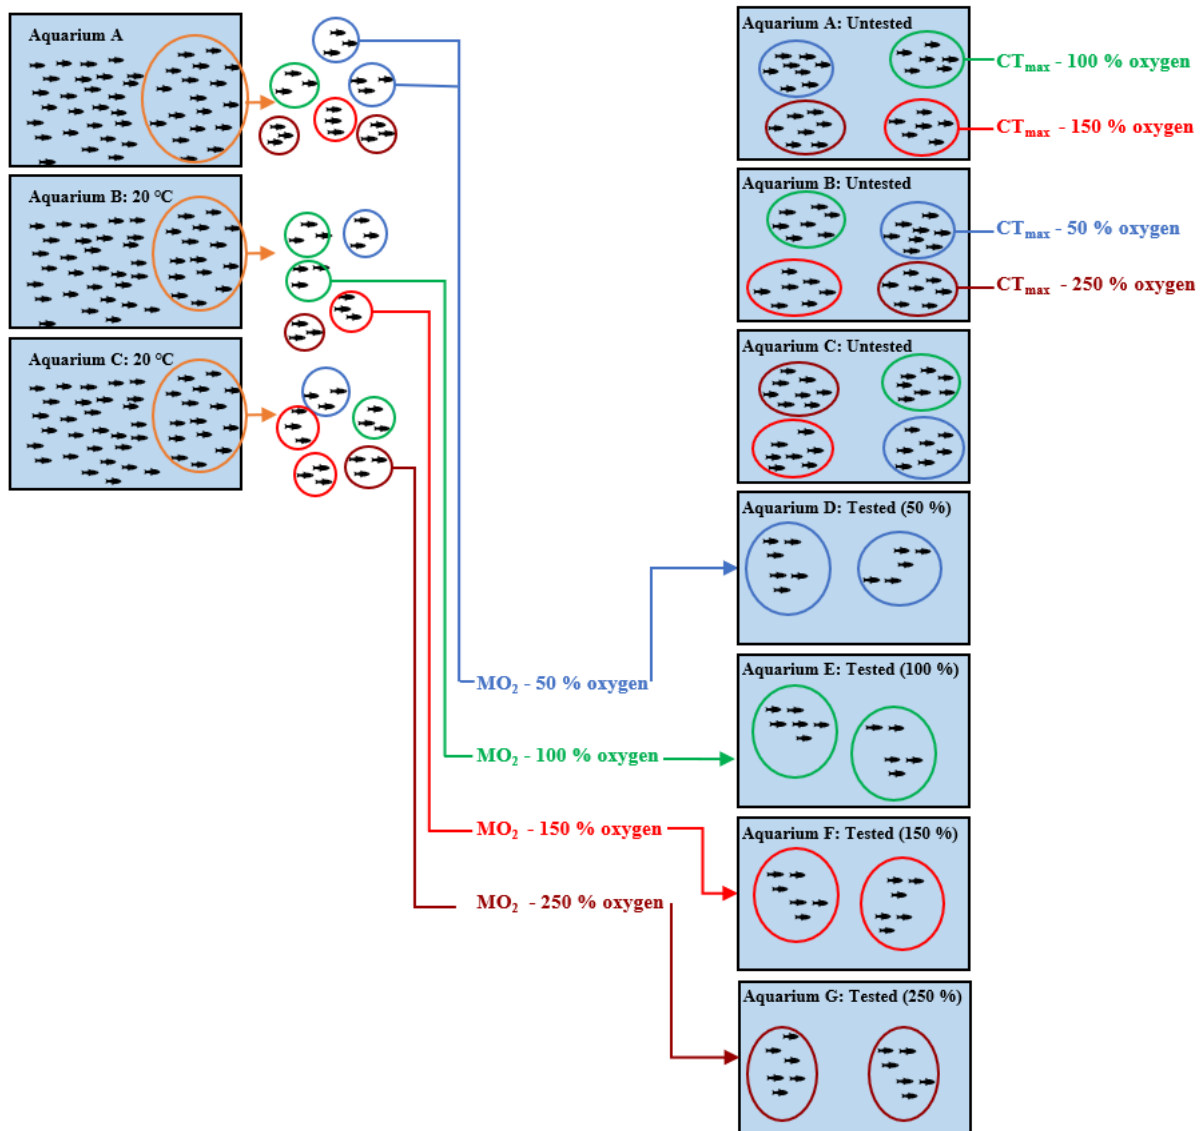 Aquarium A
Aquarium B: 20 °C
Aquarium C: 20 °C
MO₂ - 50 % oxygen
MO₂ - 100 % oxygen
MO₂ - 150 % oxygen
MO₂ - 250 % oxygen
Aquarium A: Untested
CTₘₐₓ - 100 % oxygen
CTₘₐₓ - 150 % oxygen
Aquarium B: Untested
CTₘₐₓ - 50 % oxygen
CTₘₐₓ - 250 % oxygen
Aquarium C: Untested
Aquarium D: Tested (50 %)
Aquarium E: Tested (100 %)
Aquarium F: Tested (150 %)
Aquarium G: Tested (250 %)